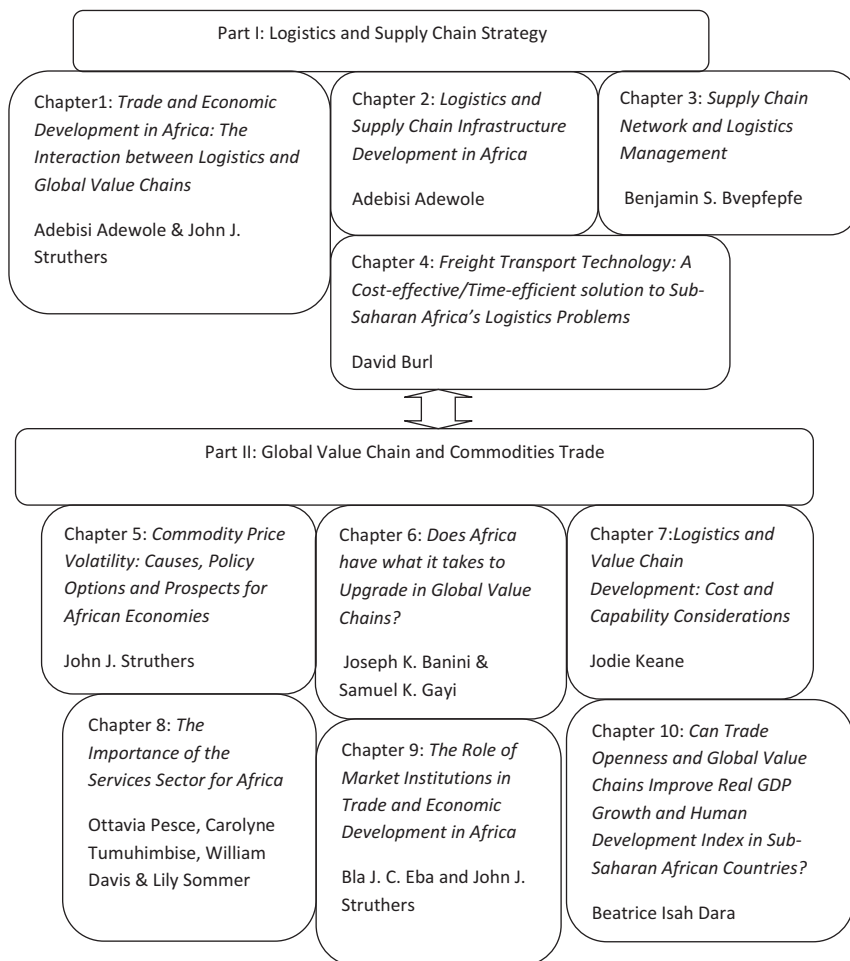 Part I: Logistics and Supply Chain Strategy
Chapter1: Trade and Economic
Development in Africa: The
Interaction between Logistics and
Global Value Chains
Adebisi Adewole & John J.
Struthers
Chapter 2: Logistics and
Supply Chain Infrastructure
Development in Africa
Adebisi Adewole
Chapter 3: Supply Chain
Network and Logistics
Management
Benjamin S. Bvepfepfe
Chapter 4: Freight Transport Technology: A
Cost-effective/Time-efficient solution to Sub-
Saharan Africa’s Logistics Problems
David Burl
Part II: Global Value Chain and Commodities Trade
Chapter 5: Commodity Price
Volatility: Causes, Policy
Options and Prospects for
African Economies
John J. Struthers
Chapter 6: Does Africa
have what it takes to
Upgrade in Global Value
Chains?
Joseph K. Banini &
Samuel K. Gayi
Chapter 7:Logistics and
Value Chain
Development: Cost and
Capability Considerations
Jodie Keane
Chapter 8: The
Importance of the
Services Sector for Africa
Ottavia Pesce, Carolyne
Tumuhimbise, William
Davis & Lily Sommer
Chapter 9: The Role of
Market Institutions in
Trade and Economic
Development in Africa
Bla J. C. Eba and John J.
Struthers
Chapter 10: Can Trade
Openness and Global Value
Chains Improve Real GDP
Growth and Human
Development Index in Sub-
Saharan African Countries?
Beatrice Isah Dara